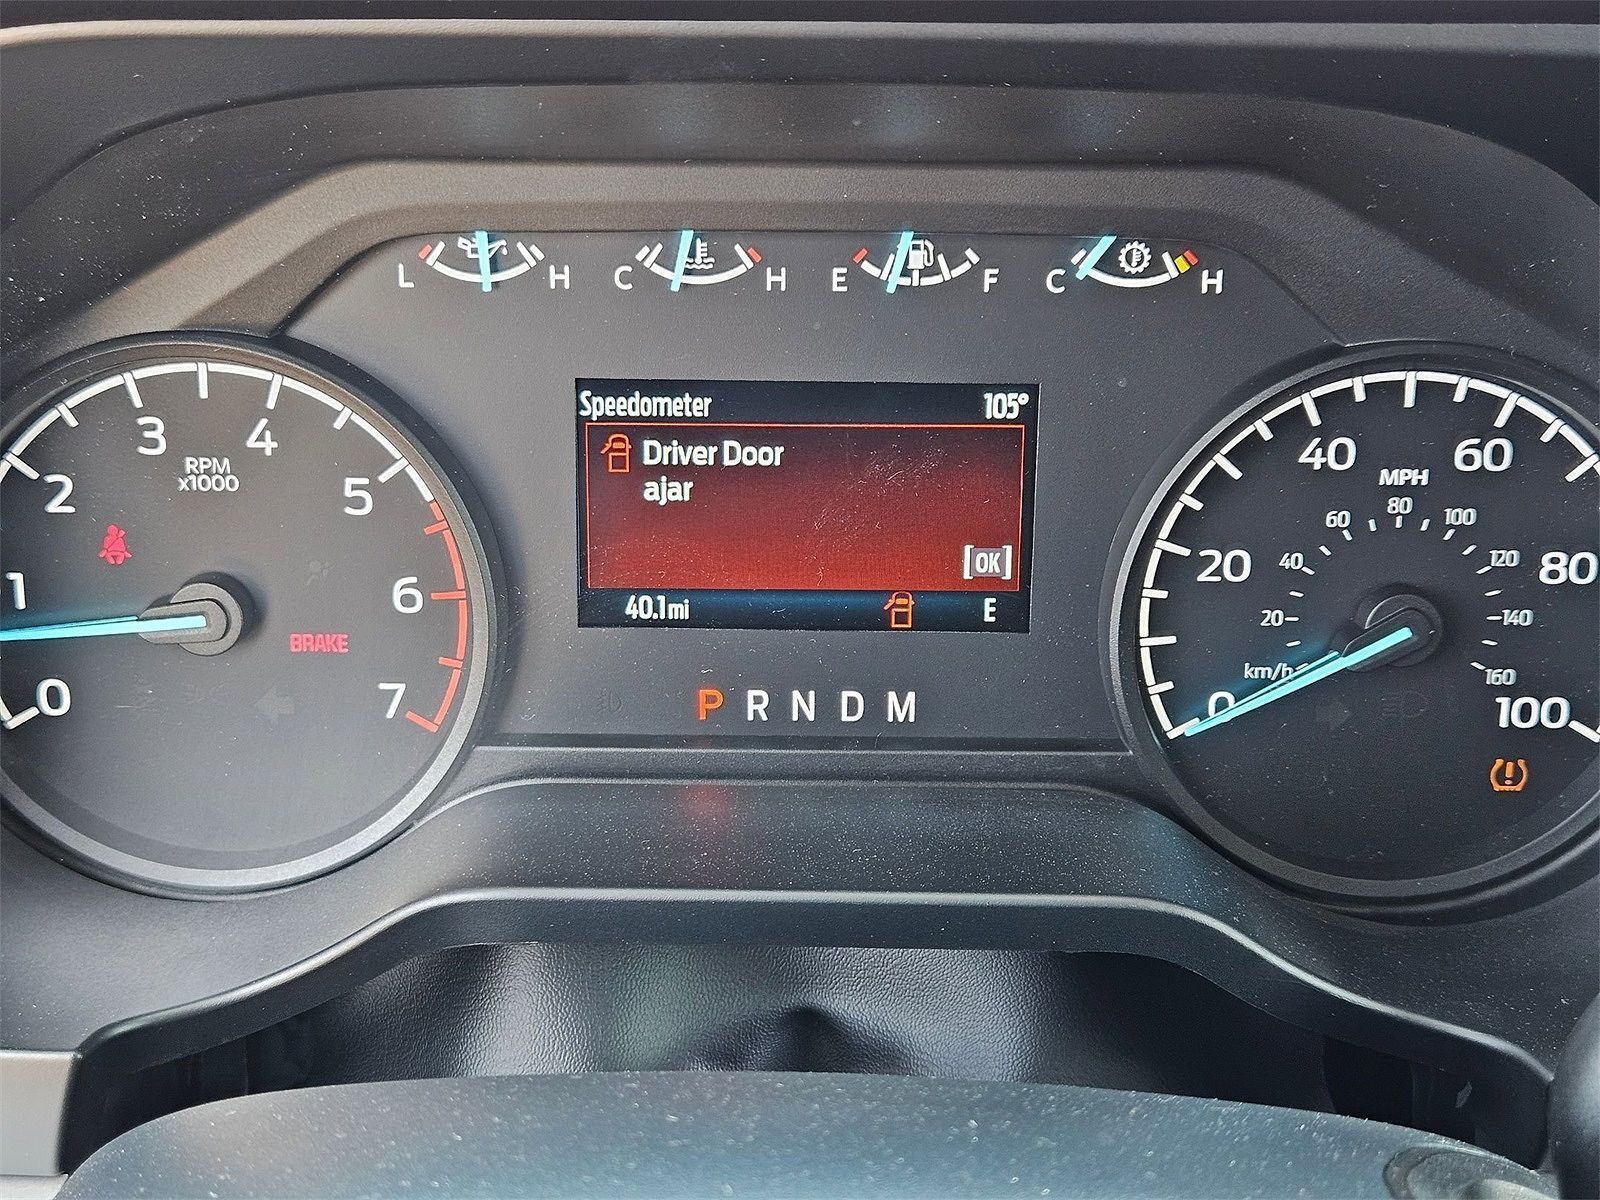 L H C H E F C H
Speedometer 105°
Driver Door
ajar
[OK]
40.1mi E
P R N D M
0 1 2 3 4 5 6 7
RPM
x1000
BRAKE
0 20 40 60 80 100
MPH
20 40 60 80 100 120 140 160
km/h